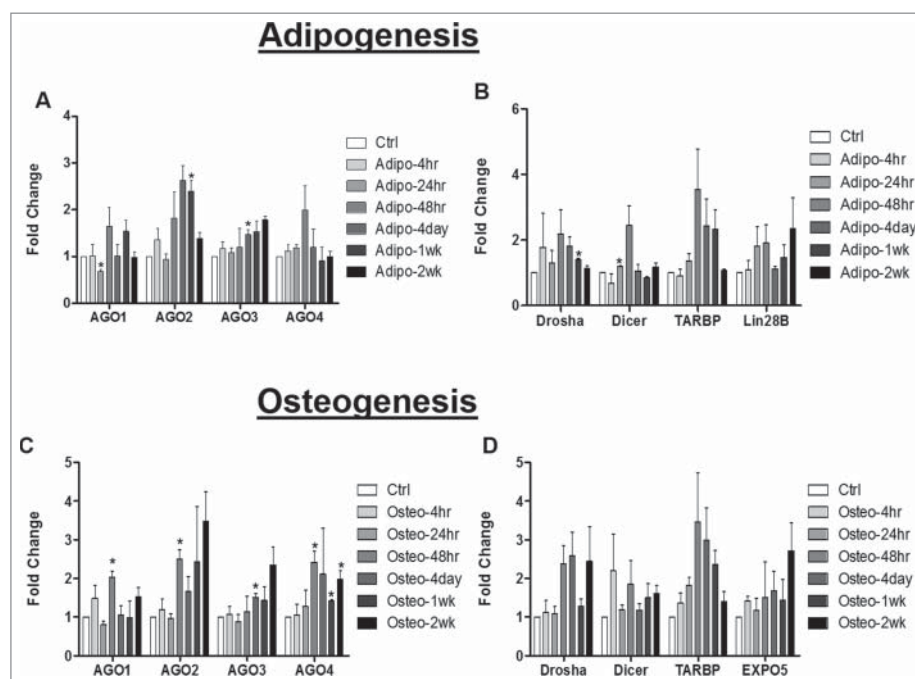 Adipogenesis
A
Fold Change
4
3
2
1
0
AGO1 AGO2 AGO3 AGO4
* * *
Ctrl
Adipo-4hr
Adipo-24hr
Adipo-48hr
Adipo-4day
Adipo-1wk
Adipo-2wk
B
Fold Change
6
4
2
0
Drosha Dicer TARBP Lin28B
* *
Ctrl
Adipo-4hr
Adipo-24hr
Adipo-48hr
Adipo-4day
Adipo-1wk
Adipo-2wk
Osteogenesis
C
Fold Change
5
4
3
2
1
0
AGO1 AGO2 AGO3 AGO4
* * * * * *
Ctrl
Osteo-4hr
Osteo-24hr
Osteo-48hr
Osteo-4day
Osteo-1wk
Osteo-2wk
D
Fold Change
5
4
3
2
1
0
Drosha Dicer TARBP EXPO5
Ctrl
Osteo-4hr
Osteo-24hr
Osteo-48hr
Osteo-4day
Osteo-1wk
Osteo-2wk